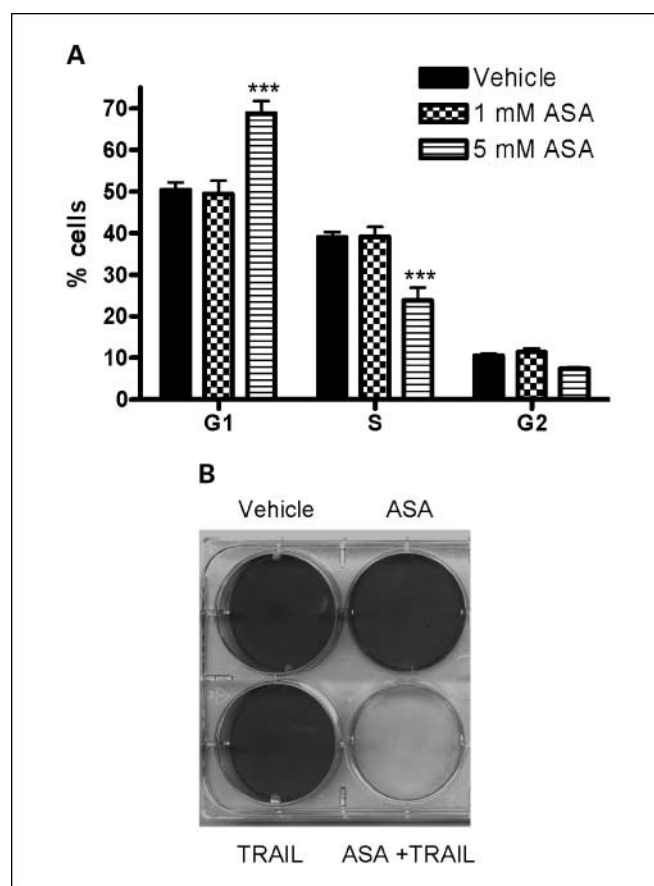 A
Vehicle
1 mM ASA
5 mM ASA
***
***
% cells
70
60
50
40
30
20
10
0
G1 S G2
B
Vehicle ASA
TRAIL ASA +TRAIL